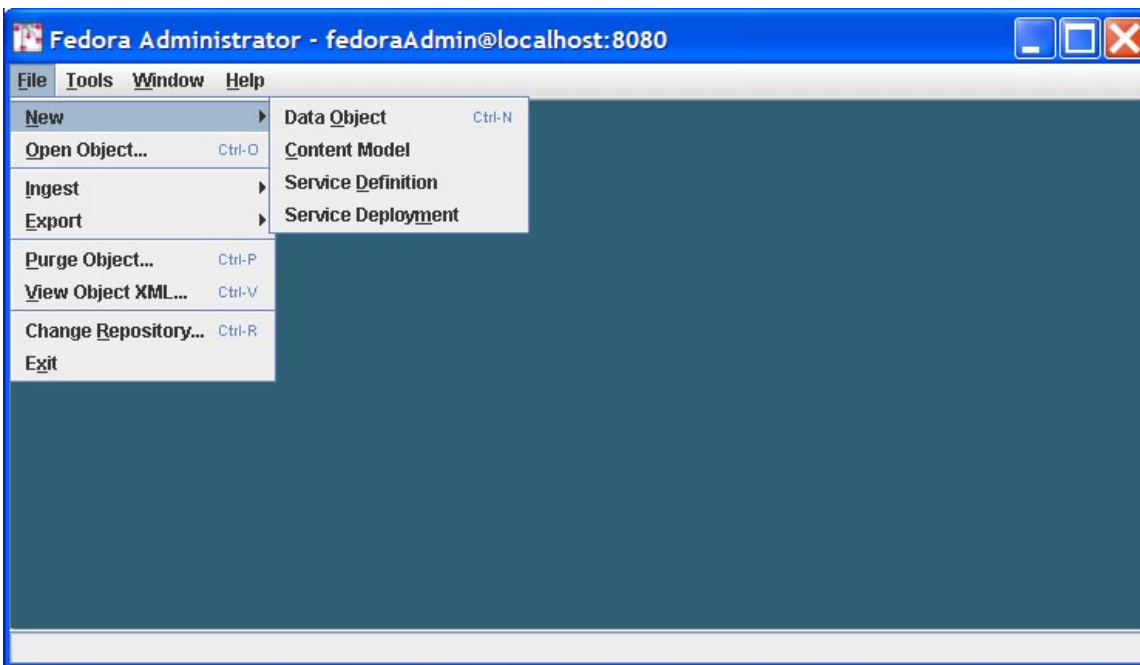 Fedora Administrator - fedoraAdmin@localhost:8080
File Tools Window Help
New
Open Object... Ctrl-O
Ingest
Export
Purge Object... Ctrl-P
View Object XML... Ctrl-V
Change Repository... Ctrl-R
Exit
Data Object Ctrl-N
Content Model
Service Definition
Service Deployment